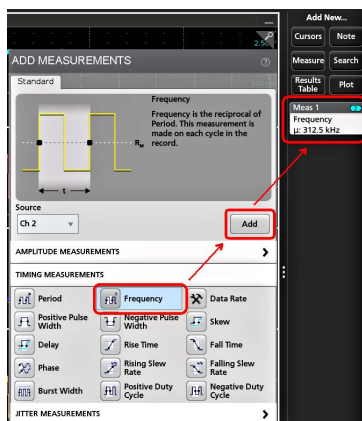 Add New...
Cursors
Note
Measure
Search
Results Table
Plot
Meas 1
2
Frequency
μ: 312.5 kHz
2.50
ADD MEASUREMENTS
Standard
Frequency
Frequency is the reciprocal of
Period. This measurement is
made on each cycle in the
record.
RM
t
Source
Ch 2
Add
AMPLITUDE MEASUREMENTS
TIMING MEASUREMENTS
Period
Frequency
Data Rate
Positive Pulse Width
Negative Pulse Width
Skew
Delay
Rise Time
Fall Time
Phase
Rising Slew Rate
Falling Slew Rate
Burst Width
Positive Duty Cycle
Negative Duty Cycle
JITTER MEASUREMENTS